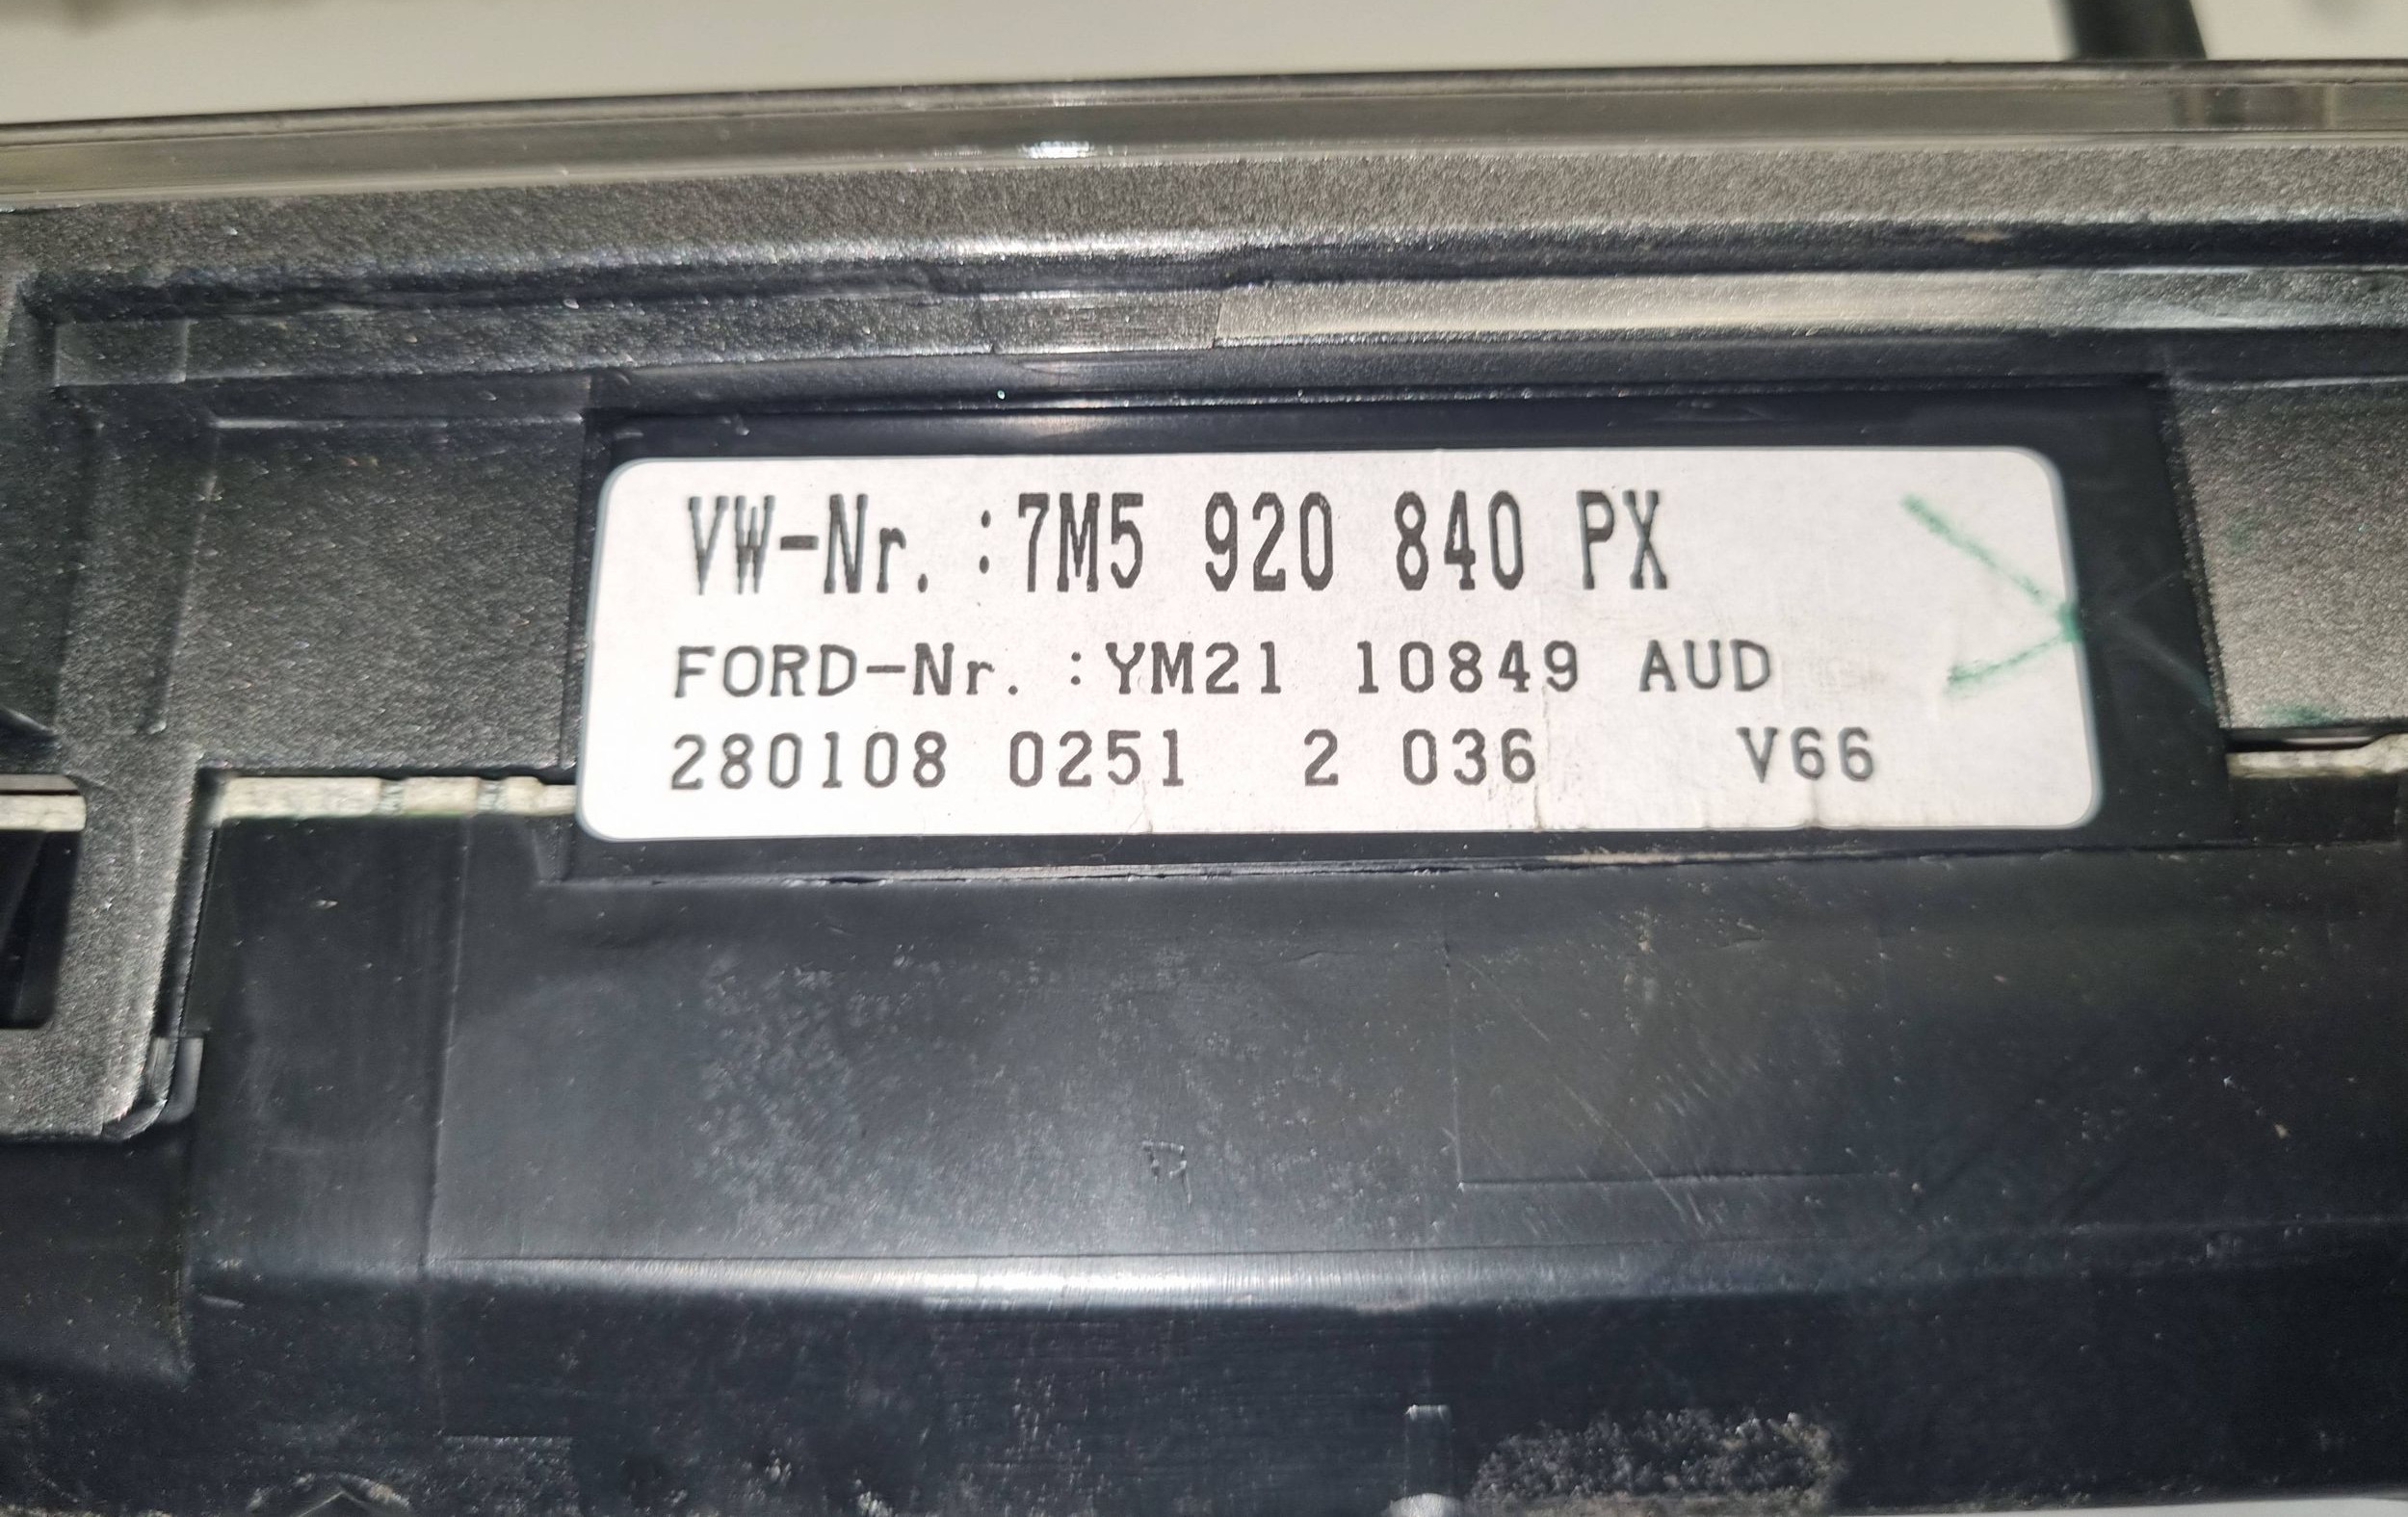 VW-Nr. :7M5 920 840 PX
FORD-Nr. :YM21 10849 AUD
280108 0251 2 036 V66